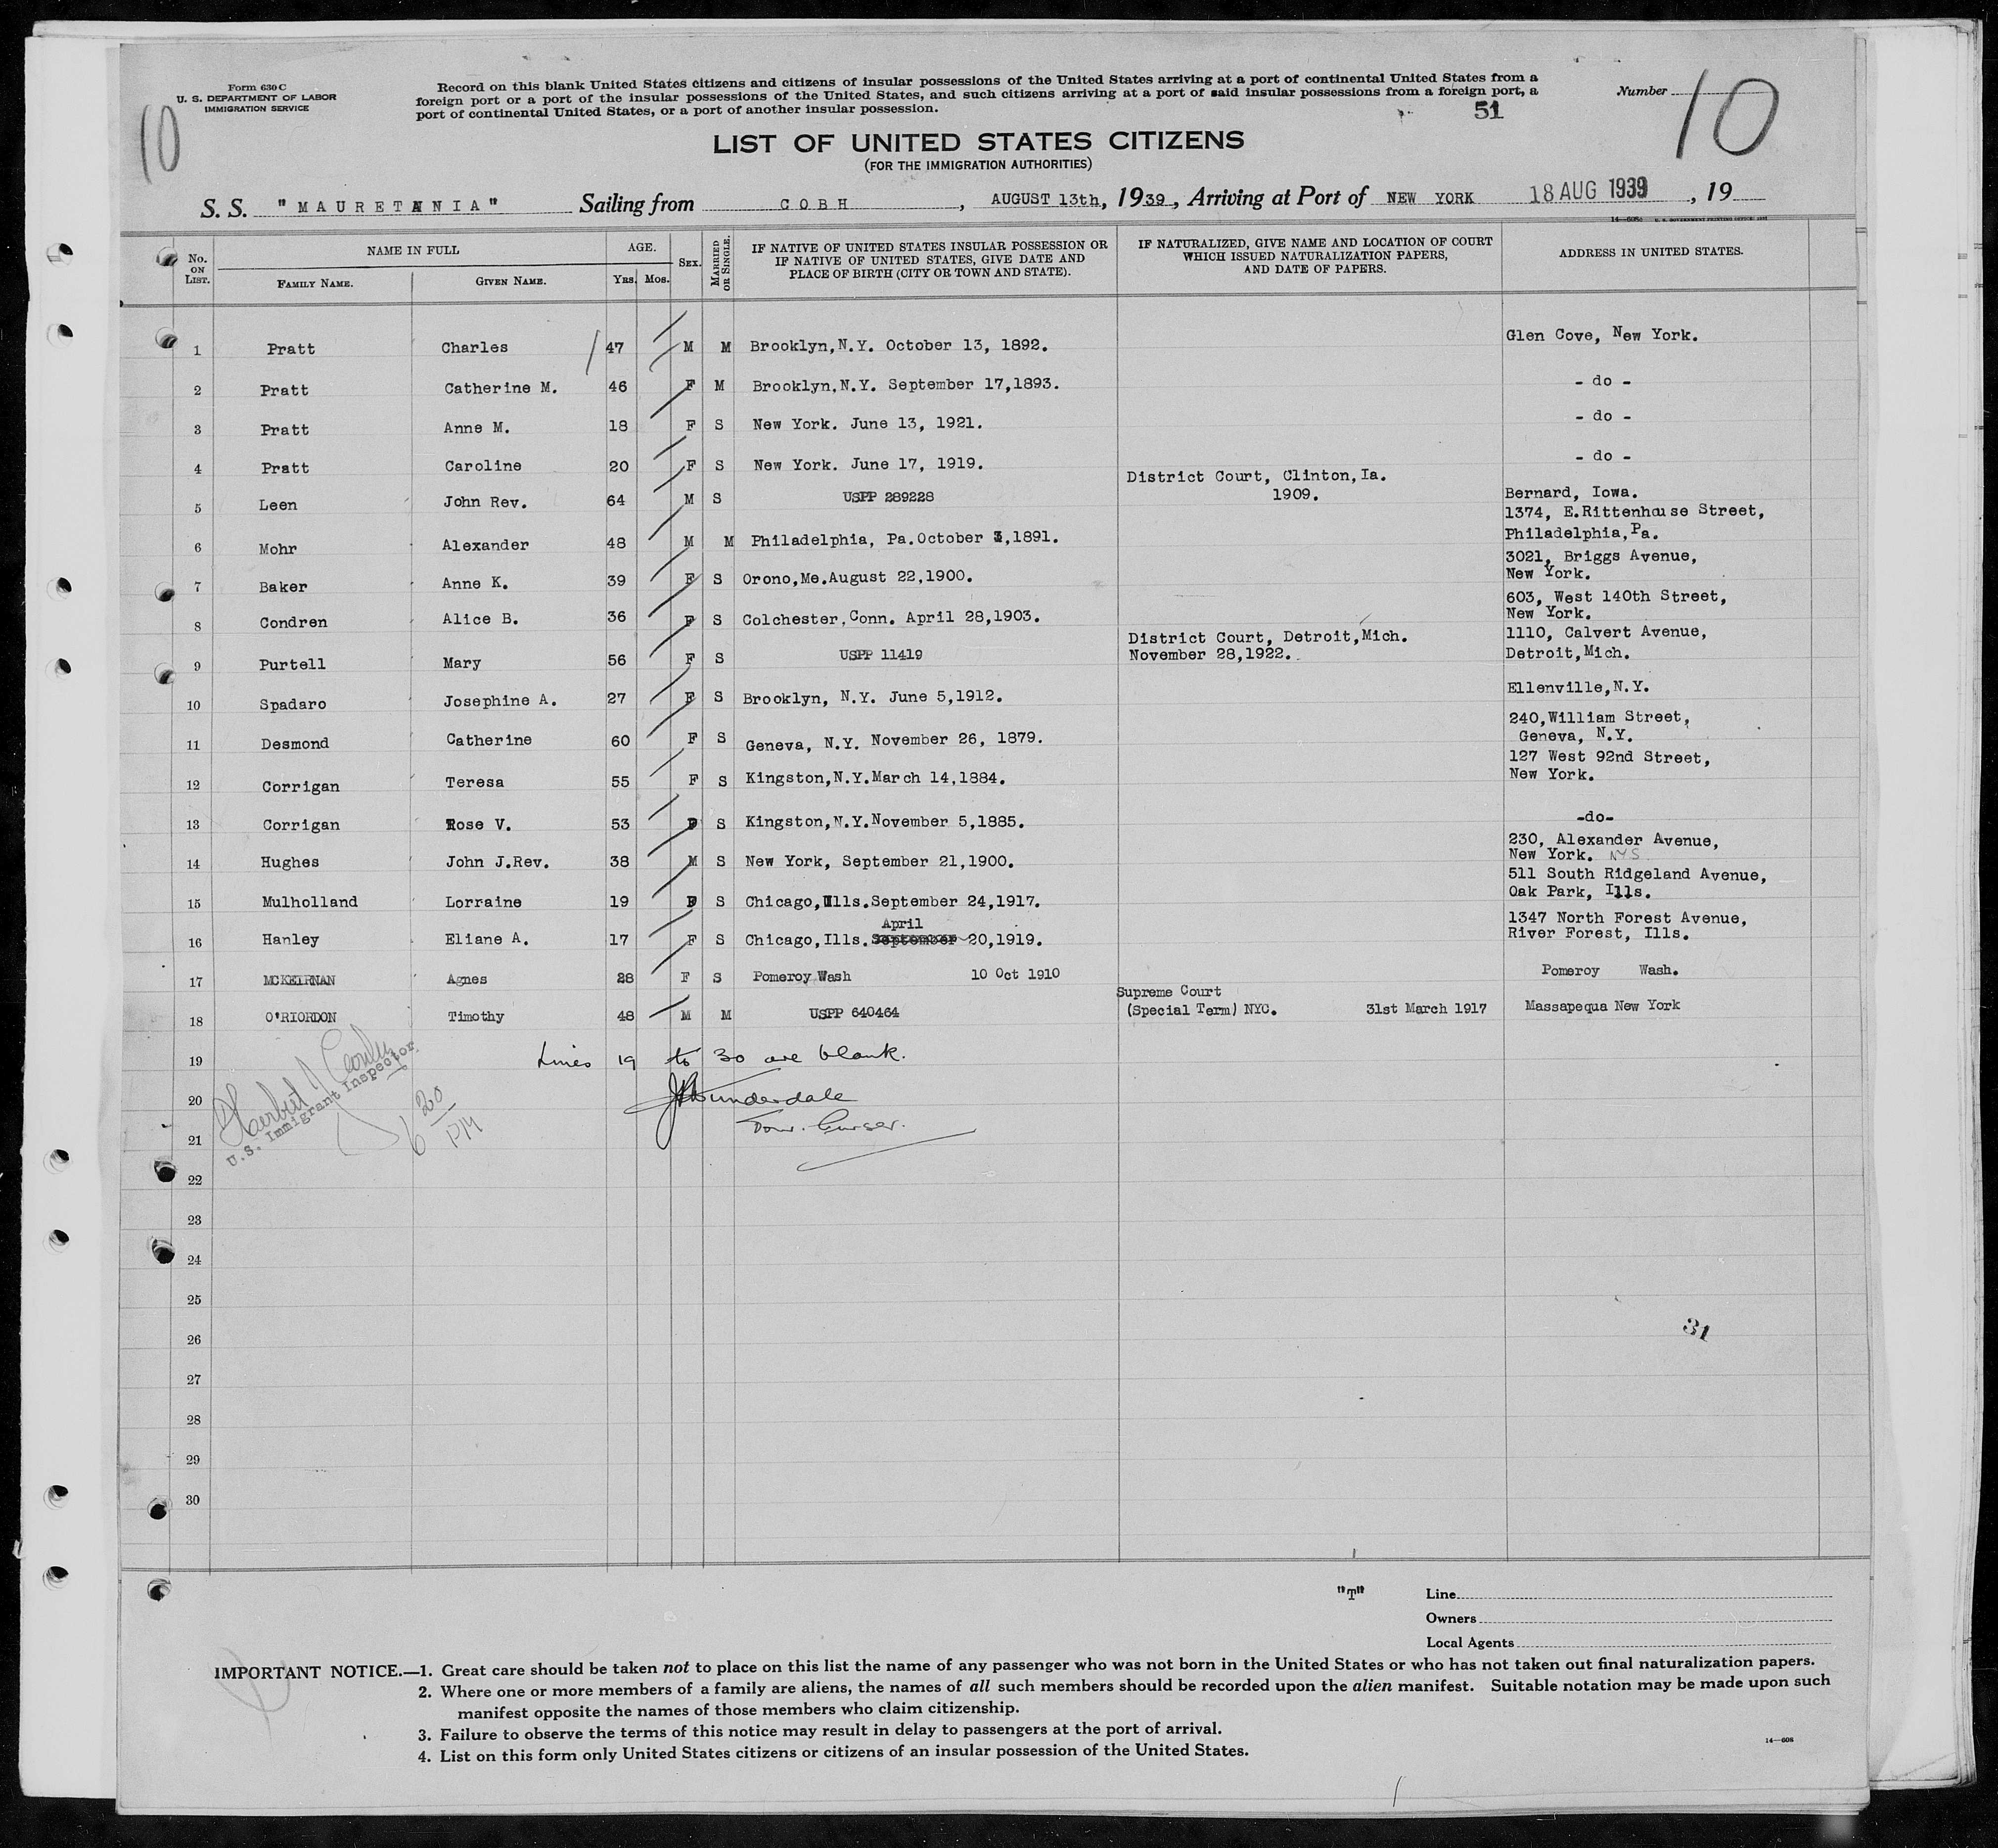 Form 630 C
U. S. DEPARTMENT OF LABOR
IMMIGRATION SERVICE
10
Record on this blank United States citizens and citizens of insular possessions of the United States arriving at a port of continental United States from a
foreign port or a port of the insular possessions of the United States, and such citizens arriving at a port of said insular possessions from a foreign port, a
port of continental United States, or a port of another insular possession.
51
Number 10
LIST OF UNITED STATES CITIZENS
(FOR THE IMMIGRATION AUTHORITIES)
S. S. "MAURETANIA" Sailing from COBH, AUGUST 13th, 1939, Arriving at Port of NEW YORK 18 AUG 1939, 19
No. ON LIST. NAME IN FULL FAMILY NAME. GIVEN NAME. AGE. YRS. MOS. SEX. MARRIED OR SINGLE. IF NATIVE OF UNITED STATES INSULAR POSSESSION OR IF NATIVE OF UNITED STATES, GIVE DATE AND PLACE OF BIRTH (CITY OR TOWN AND STATE). IF NATURALIZED, GIVE NAME AND LOCATION OF COURT WHICH ISSUED NATURALIZATION PAPERS, AND DATE OF PAPERS. ADDRESS IN UNITED STATES.
1 Pratt Charles 47 M M Brooklyn,N.Y. October 13, 1892. Glen Cove, New York.
2 Pratt Catherine M. 46 F M Brooklyn,N.Y. September 17,1893. - do -
3 Pratt Anne M. 18 F S New York. June 13, 1921. - do -
4 Pratt Caroline 20 F S New York. June 17, 1919. - do -
5 Leen John Rev. 64 M S USPP 289228 District Court, Clinton,Ia. 1909. Bernard, Iowa.
6 Mohr Alexander 48 M M Philadelphia, Pa.October 3,1891. 1374, E.Rittenhouse Street, Philadelphia,Pa.
7 Baker Anne K. 39 F S Orono,Me.August 22,1900. 3021, Briggs Avenue, New York.
8 Condren Alice B. 36 F S Colchester,Conn. April 28,1903. 603, West 140th Street, New York.
9 Purtell Mary 56 F S USPP 11419 District Court, Detroit,Mich. November 28,1922. 1110, Calvert Avenue, Detroit,Mich.
10 Spadaro Josephine A. 27 F S Brooklyn, N.Y. June 5,1912. Ellenville,N.Y.
11 Desmond Catherine 60 F S Geneva, N.Y. November 26, 1879. 240,William Street, Geneva, N.Y.
12 Corrigan Teresa 55 F S Kingston,N.Y.March 14,1884. 127 West 92nd Street, New York.
13 Corrigan Rose V. 53 F S Kingston,N.Y.November 5,1885. -do-
14 Hughes John J.Rev. 38 M S New York, September 21,1900. 230, Alexander Avenue, New York. NYS
15 Mulholland Lorraine 19 F S Chicago,Ills.September 24,1917. 511 South Ridgeland Avenue, Oak Park, Ills.
16 Hanley Eliane A. 17 F S Chicago,Ills. September April 20,1919. 1347 North Forest Avenue, River Forest, Ills.
17 MCKEIRNAN Agnes 28 F S Pomeroy Wash 10 Oct 1910 Pomeroy Wash.
18 O'RIORDON Timothy 48 M M USPP 640464 Supreme Court (Special Term) NYC. 31st March 1917 Massapequa New York
19 Lines 19 to 30 are blank.
20
21
U.S. Immigrant Inspector
6 20 PM
22
23
24
25
26
31
27
28
29
30
"T"
Line
Owners
Local Agents
IMPORTANT NOTICE.—1. Great care should be taken not to place on this list the name of any passenger who was not born in the United States or who has not taken out final naturalization papers.
2. Where one or more members of a family are aliens, the names of all such members should be recorded upon the alien manifest. Suitable notation may be made upon such
manifest opposite the names of those members who claim citizenship.
3. Failure to observe the terms of this notice may result in delay to passengers at the port of arrival.
4. List on this form only United States citizens or citizens of an insular possession of the United States.
14—608